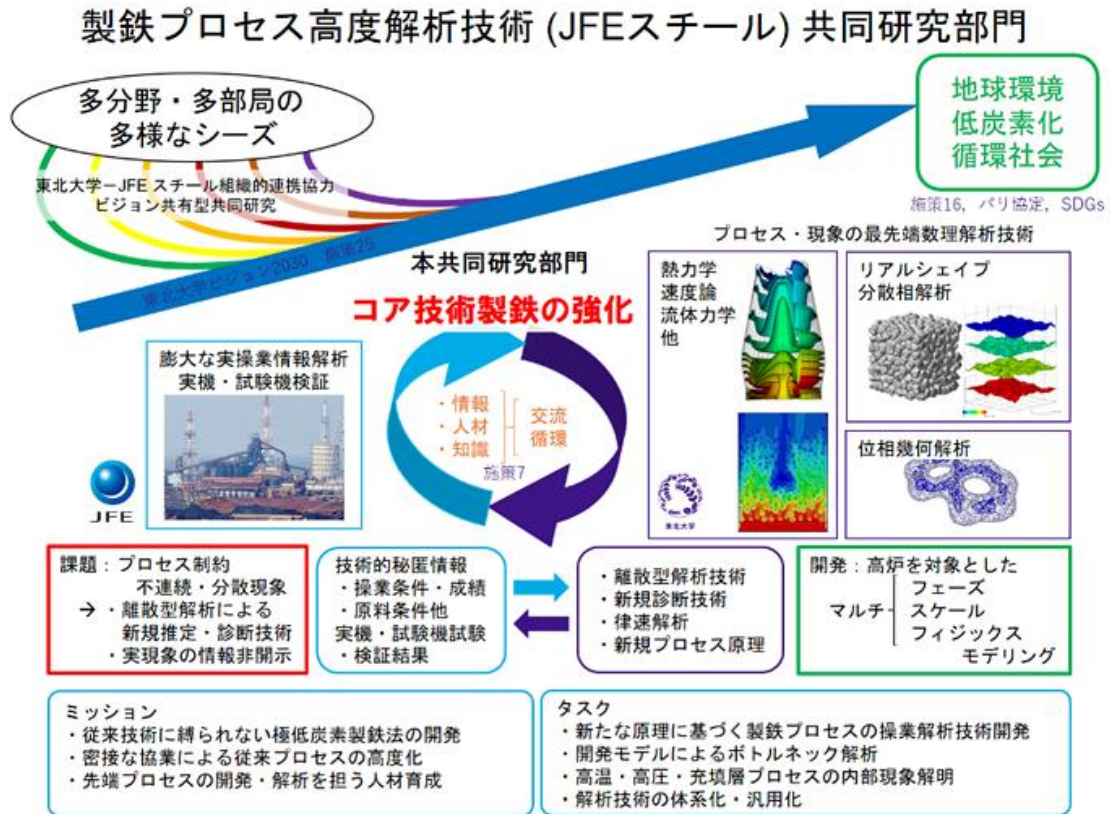 製鉄プロセス高度解析技術 (JFEスチール) 共同研究部門
多分野・多部局の
多様なシーズ
東北大学－JFE スチール組織的連携協力
ビジョン共有型共同研究
東北大学ビジョン2030 施策25
地球環境
低炭素化
循環社会
施策16, パリ協定, SDGs
本共同研究部門
コア技術製鉄の強化
膨大な実操業情報解析
実機・試験機検証
JFE
・情報
・人材
・知識
交流
循環
施策7
プロセス・現象の最先端数理解析技術
熱力学
速度論
流体力学
他
東北大学
リアルシェイプ
分散相解析
位相幾何解析
課題：プロセス制約
不連続・分散現象
→ ・離散型解析による
新規推定・診断技術
・実現象の情報非開示
技術的秘匿情報
・操業条件・成績
・原料条件他
実機・試験機試験
・検証結果
・離散型解析技術
・新規診断技術
・律速解析
・新規プロセス原理
開発：高炉を対象とした
マルチ
フェーズ
スケール
フィジックス
モデリング
ミッション
・従来技術に縛られない極低炭素製鉄法の開発
・密接な協業による従来プロセスの高度化
・先端プロセスの開発・解析を担う人材育成
タスク
・新たな原理に基づく製鉄プロセスの操業解析技術開発
・開発モデルによるボトルネック解析
・高温・高圧・充填層プロセスの内部現象解明
・解析技術の体系化・汎用化